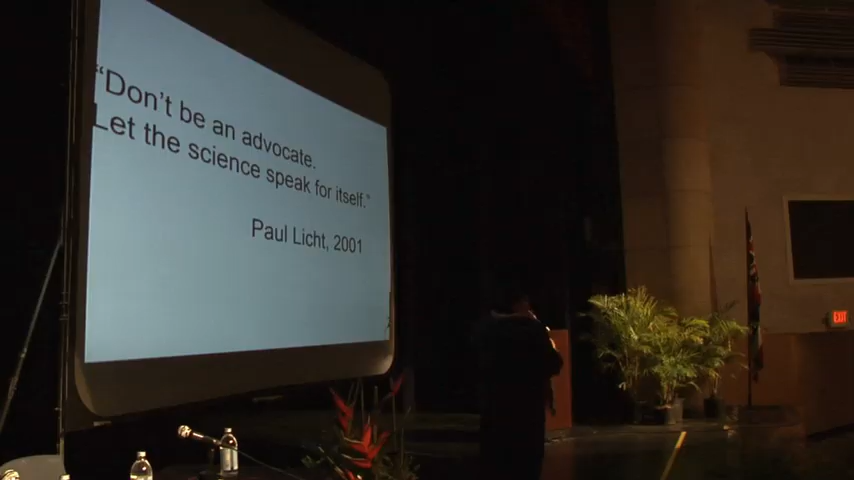 “Don’t be an advocate.
Let the science speak for itself.”
Paul Licht, 2001
EXIT